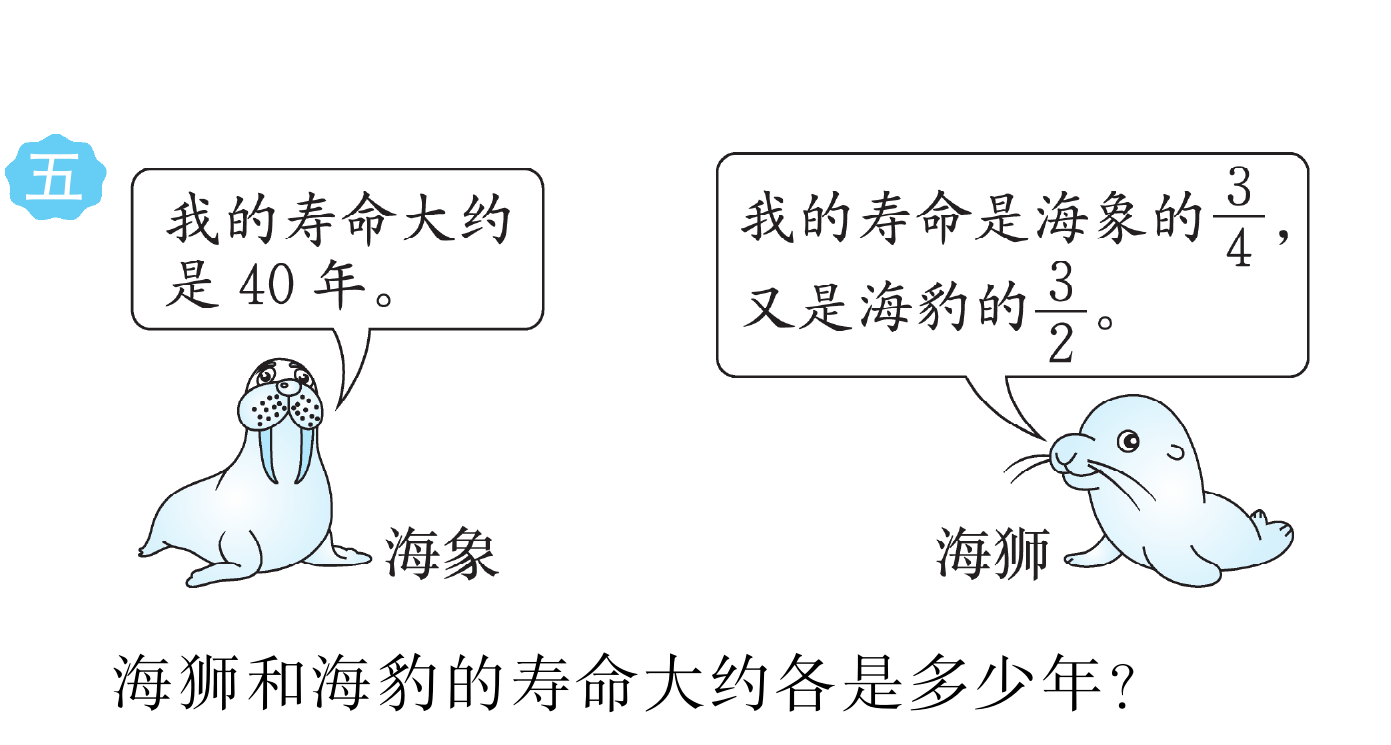 五
我的寿命大约
是 40 年。
我的寿命是海象的3/4，
又是海豹的3/2。
海象
海狮
海狮和海豹的寿命大约各是多少年？